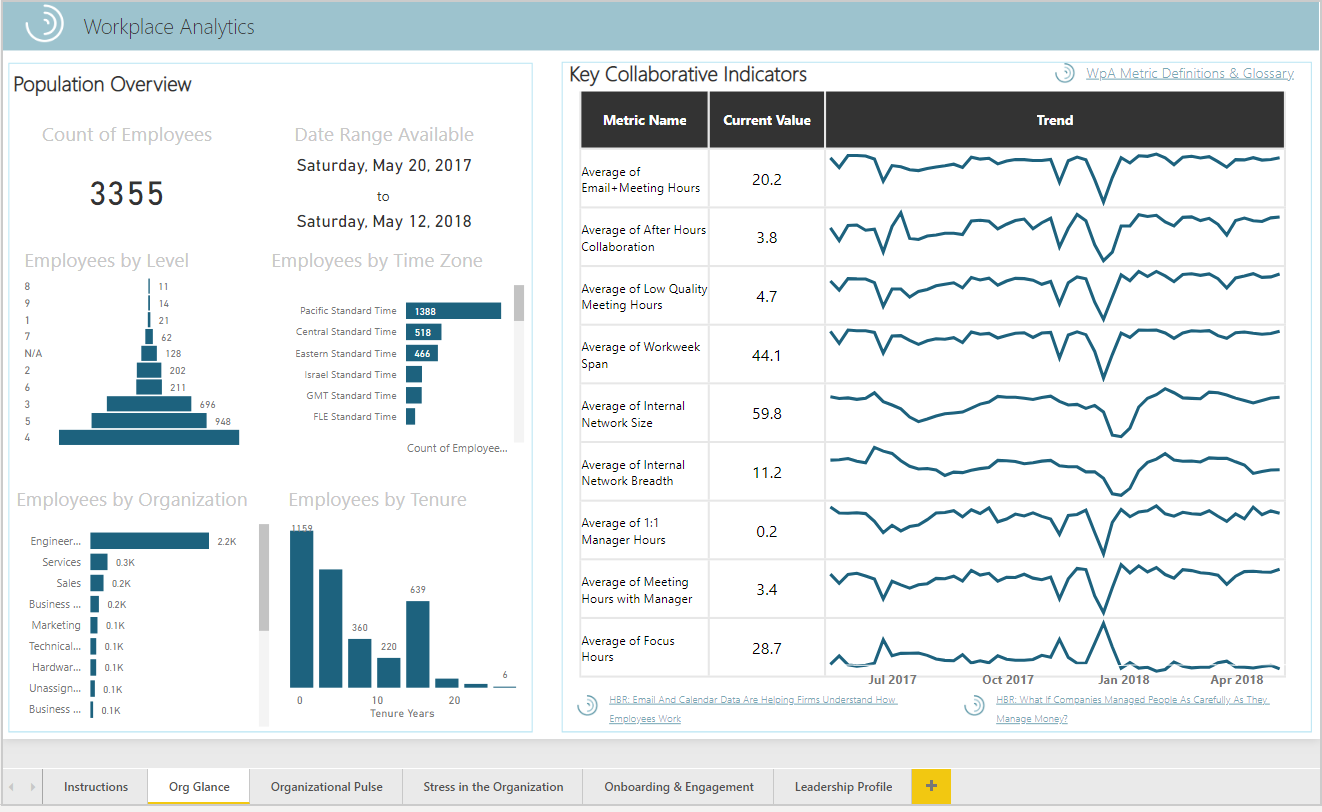 Workplace Analytics
Population Overview
Count of Employees
3355
Date Range Available
Saturday, May 20, 2017
to
Saturday, May 12, 2018
Employees by Level
8 11
9 14
1 21
7 62
N/A 128
2 202
6 211
3 696
5 948
4
Employees by Time Zone
Pacific Standard Time 1388
Central Standard Time 518
Eastern Standard Time 466
Israel Standard Time
GMT Standard Time
FLE Standard Time
Count of Employee...
Employees by Organization
Engineer... 2.2K
Services 0.3K
Sales 0.2K
Business ... 0.2K
Marketing 0.1K
Technical... 0.1K
Hardwar... 0.1K
Unassign... 0.1K
Business ... 0.1K
Employees by Tenure
1159
639
360
220
6
0 10 20
Tenure Years
Key Collaborative Indicators
WpA Metric Definitions & Glossary
Metric Name Current Value Trend
Average of
Email+Meeting Hours
20.2
Average of After Hours
Collaboration
3.8
Average of Low Quality
Meeting Hours
4.7
Average of Workweek
Span
44.1
Average of Internal
Network Size
59.8
Average of Internal
Network Breadth
11.2
Average of 1:1
Manager Hours
0.2
Average of Meeting
Hours with Manager
3.4
Average of Focus
Hours
28.7
Jul 2017 Oct 2017 Jan 2018 Apr 2018
HBR: Email And Calendar Data Are Helping Firms Understand How
Employees Work
HBR: What If Companies Managed People As Carefully As They
Manage Money?
Instructions Org Glance Organizational Pulse Stress in the Organization Onboarding & Engagement Leadership Profile +